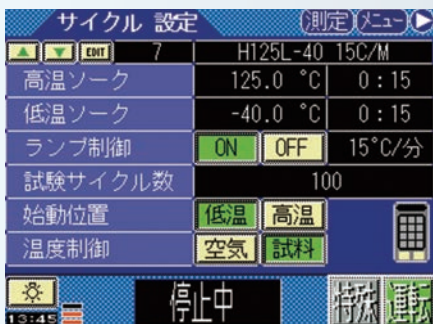 サイクル 設定 測定 メニュー
EDIT 7 H125L-40 15C/M
高温ソーク 125.0 °C 0:15
低温ソーク -40.0 °C 0:15
ランプ制御 ON OFF 15°C/分
試験サイクル数 100
始動位置 低温 高温
温度制御 空気 試料
13:45 停止中 特殊 運転